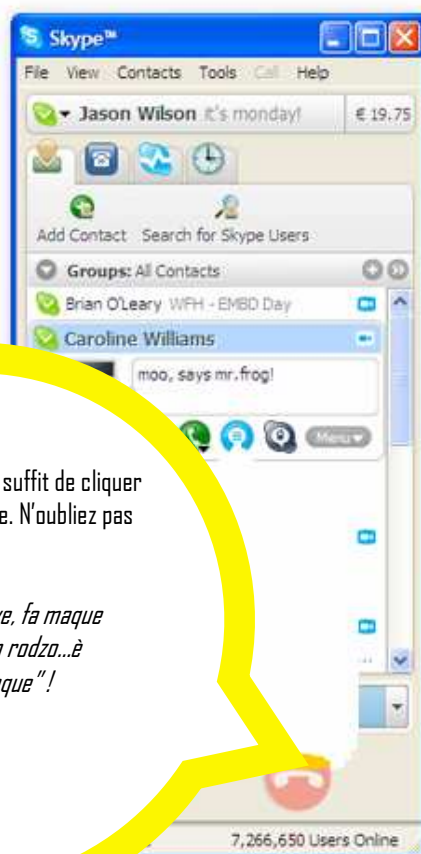 Skype™
File View Contacts Tools Call Help
Jason Wilson it's monday! € 19.75
Add Contact Search for Skype Users
Groups: All Contacts
Brian O'Leary WFH - EMBO Day
Caroline Williams
moo, says mr.frog!
Menu
suffit de cliquer
e. N'oubliez pas
fa maque
rodzo...è
que"!
7,266,650 Users Online